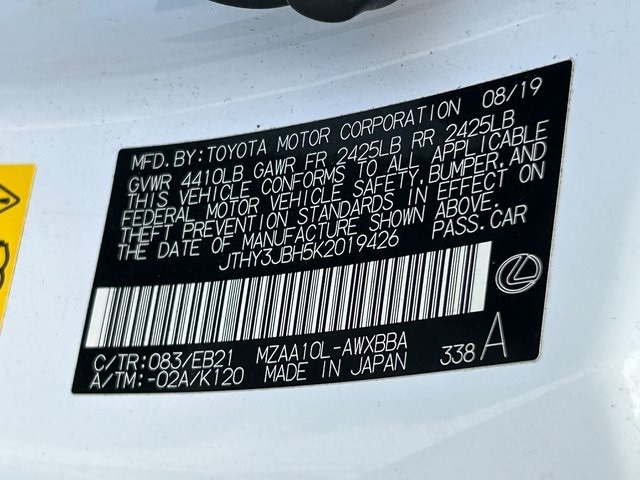 MFD. BY: TOYOTA MOTOR CORPORATION 08/19
GVWR 4410LB GAWR FR 2425LB RR 2425LB
THIS VEHICLE CONFORMS TO ALL APPLICABLE
FEDERAL MOTOR VEHICLE SAFETY, BUMPER, AND
THEFT PREVENTION STANDARDS IN EFFECT ON
THE DATE OF MANUFACTURE SHOWN ABOVE.
JTHY3JBH5K2019426 PASS. CAR
C/TR: 083/EB21 MZAA10L-AWXBBA
A/TM: -02A/K120 MADE IN JAPAN 338 A